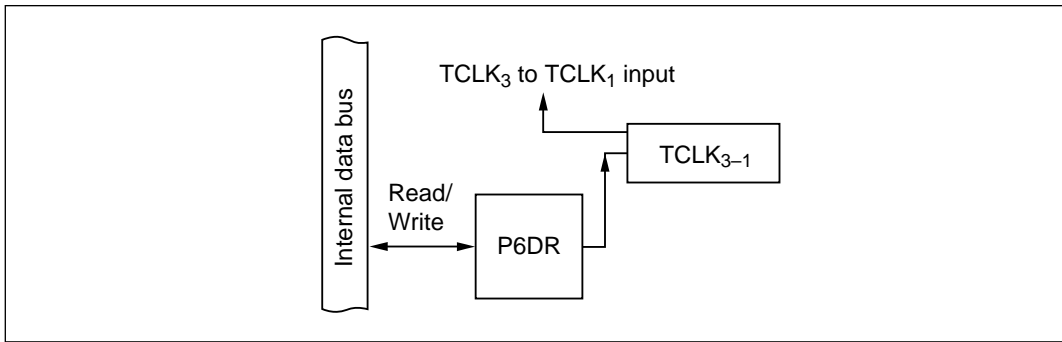 Internal data bus
TCLK₃ to TCLK₁ input
TCLK₃₋₁
Read/
Write
P6DR